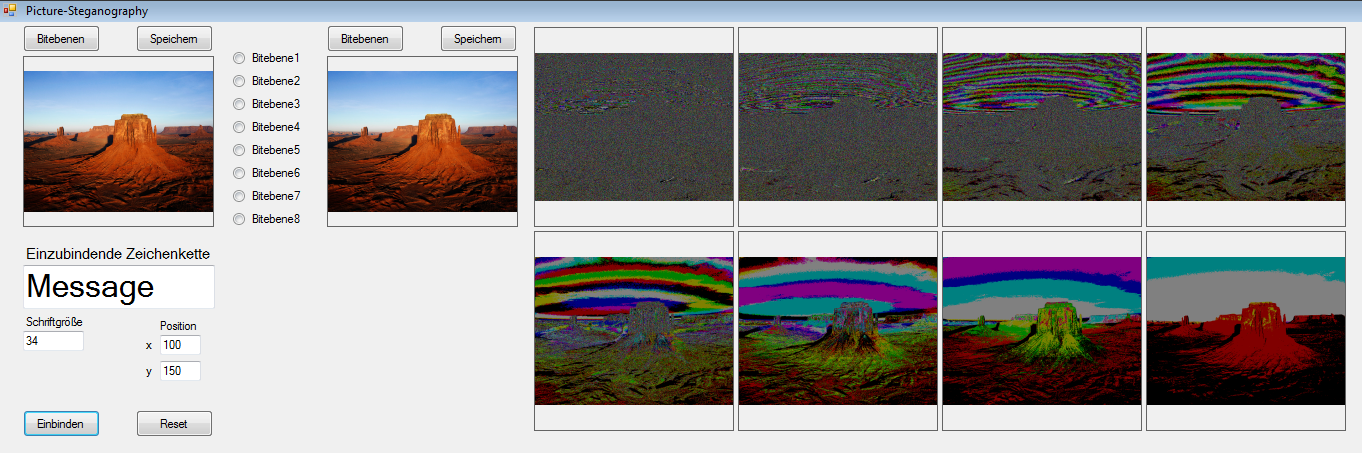 Picture-Steganography
Bitebenen
Speichern
Bitebenen
Speichern
Bitebene1
Bitebene2
Bitebene3
Bitebene4
Bitebene5
Bitebene6
Bitebene7
Bitebene8
Einzubindende Zeichenkette
Message
Schriftgröße
34
Position
x 100
y 150
Einbinden
Reset